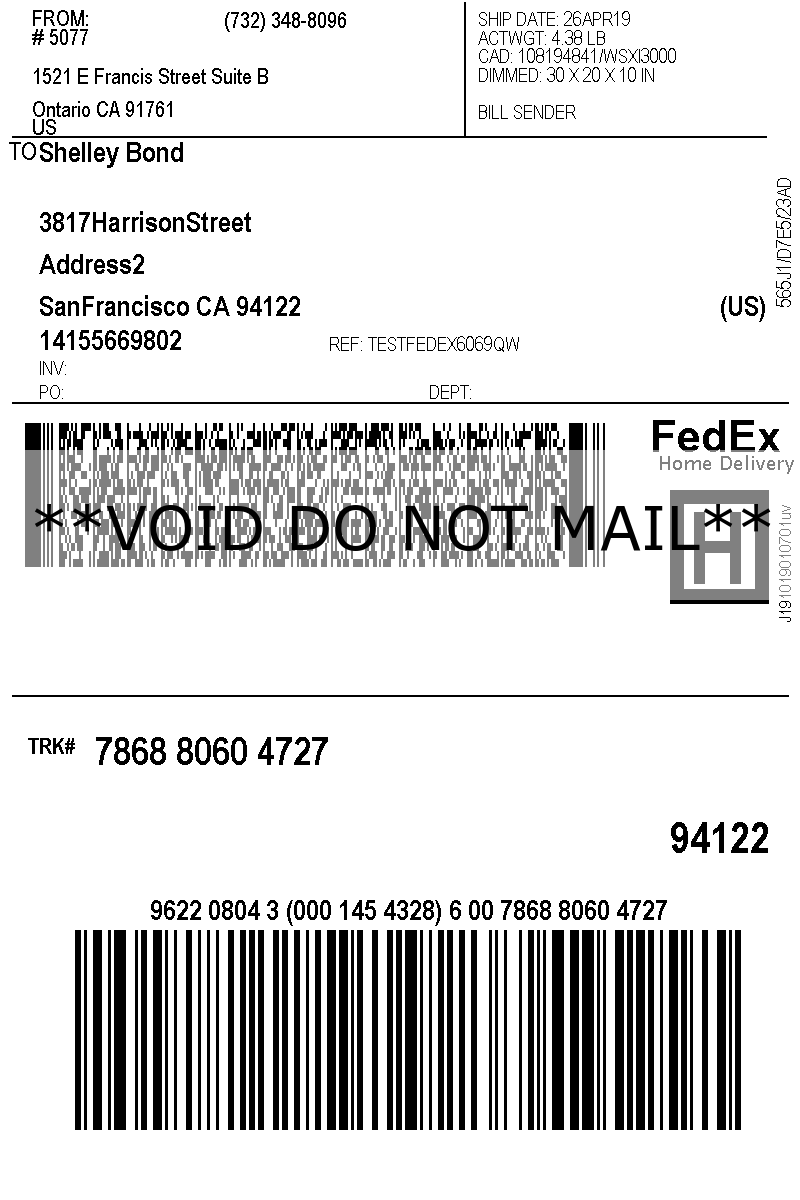 FROM: (732) 348-8096
# 5077
1521 E Francis Street Suite B
Ontario CA 91761
US
SHIP DATE: 26APR19
ACTWGT: 4.38 LB
CAD: 108194841/WSXI3000
DIMMED: 30 X 20 X 10 IN
BILL SENDER
TO Shelley Bond
3817HarrisonStreet
Address2
SanFrancisco CA 94122 (US)
14155669802 REF: TESTFEDEX6069QW
INV:
PO: DEPT:
565J1/D7E5/23AD
FedEx
Home Delivery
**VOID DO NOT MAIL**
H
J191019010701uv
TRK# 7868 8060 4727
94122
9622 0804 3 (000 145 4328) 6 00 7868 8060 4727